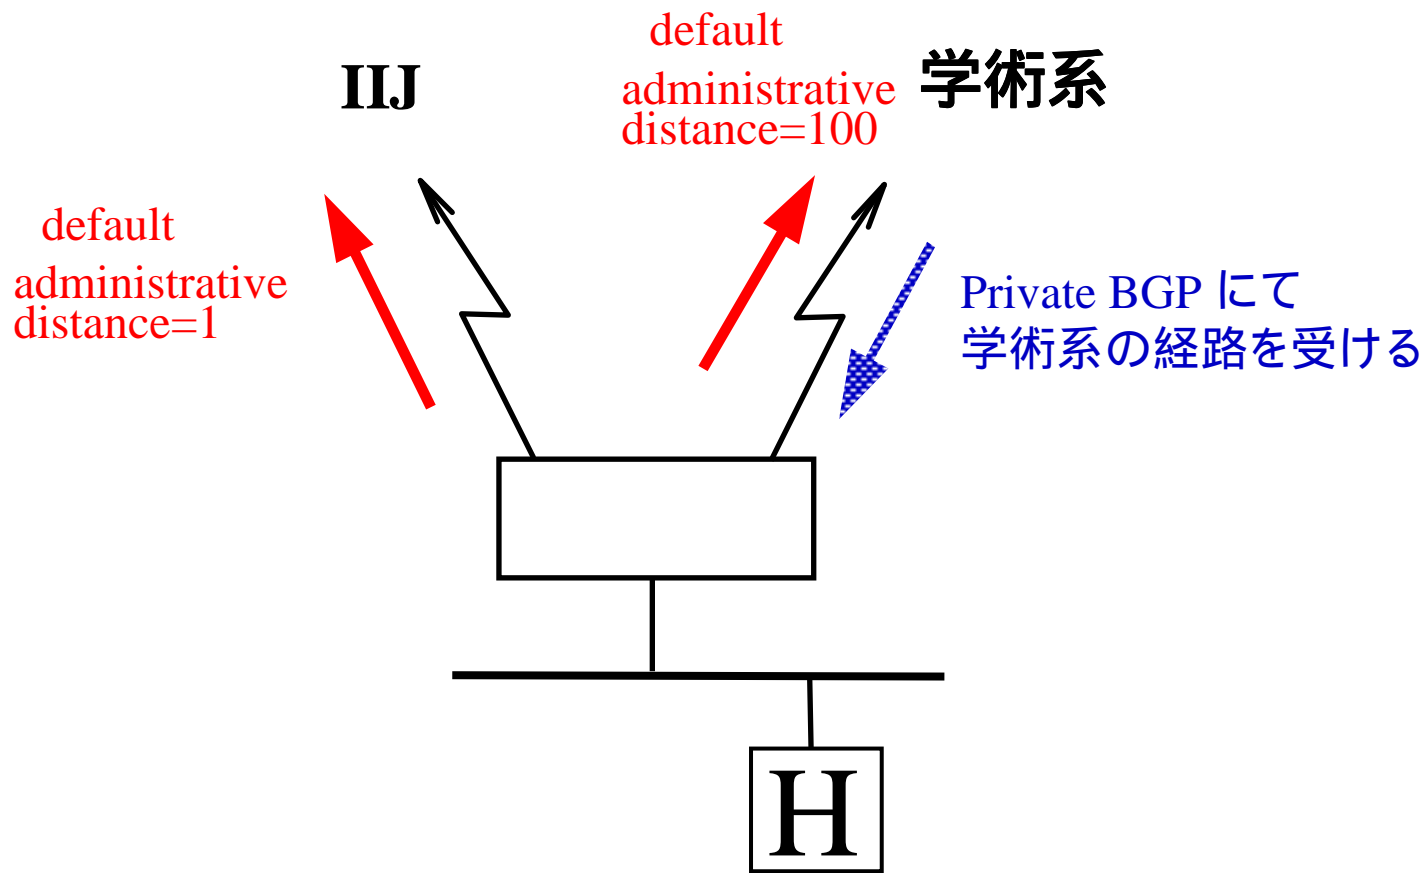 default
administrative
distance=100
IIJ
学術系
default
administrative
distance=1
Private BGP にて
学術系の経路を受ける
H